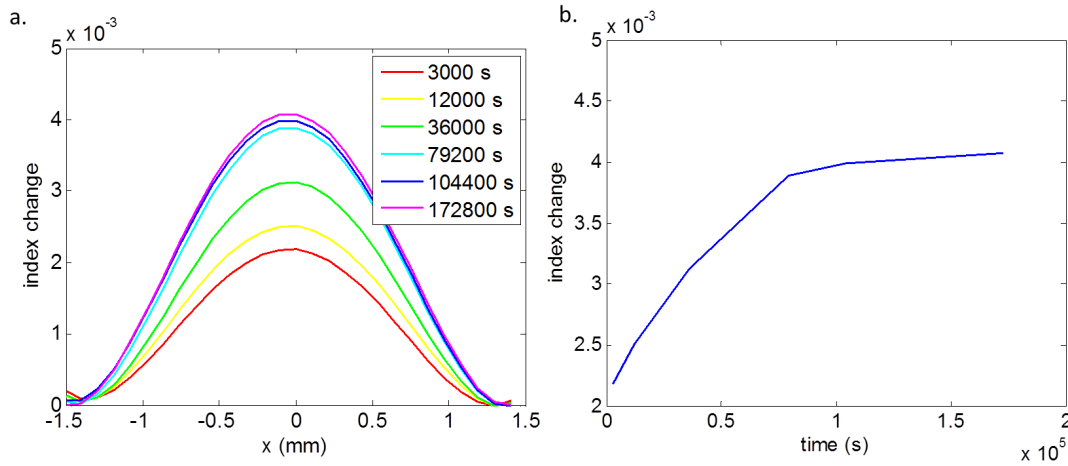 a.
x 10⁻³
5
4
3
2
1
0
index change
-1.5
-1
-0.5
0
0.5
1
1.5
x (mm)
3000 s
12000 s
36000 s
79200 s
104400 s
172800 s
b.
x 10⁻³
5
4.5
4
3.5
3
2.5
2
index change
0
0.5
1
1.5
2
time (s)
x 10⁵